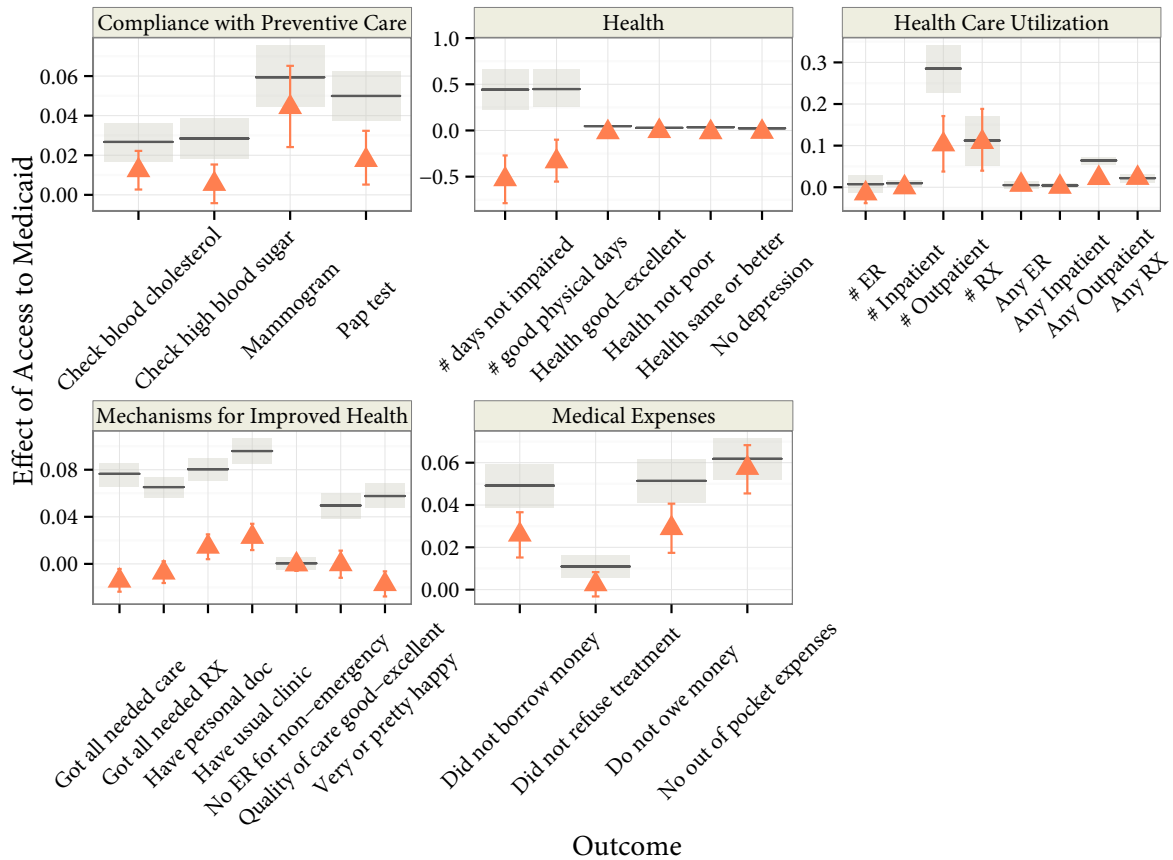 Compliance with Preventive Care
Health
Health Care Utilization
0.06
0.04
0.02
0.00
1.0
0.5
0.0
−0.5
0.3
0.2
0.1
0.0
Check blood cholesterol
Check high blood sugar
Mammogram
Pap test
# days not impaired
# good physical days
Health good−excellent
Health not poor
Health same or better
No depression
# ER
# Inpatient
# Outpatient
# RX
Any ER
Any Inpatient
Any Outpatient
Any RX
Effect of Access to Medicaid
Mechanisms for Improved Health
Medical Expenses
0.08
0.04
0.00
0.06
0.04
0.02
0.00
Got all needed care
Got all needed RX
Have personal doc
Have usual clinic
No ER for non−emergency
Quality of care good−excellent
Very or pretty happy
Did not borrow money
Did not refuse treatment
Do not owe money
No out of pocket expenses
Outcome